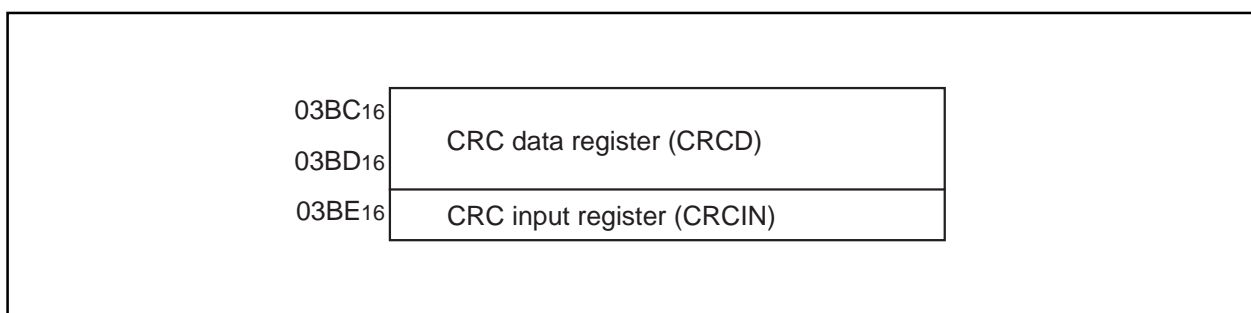 03BC16
CRC data register (CRCD)
03BD16
03BE16 CRC input register (CRCIN)